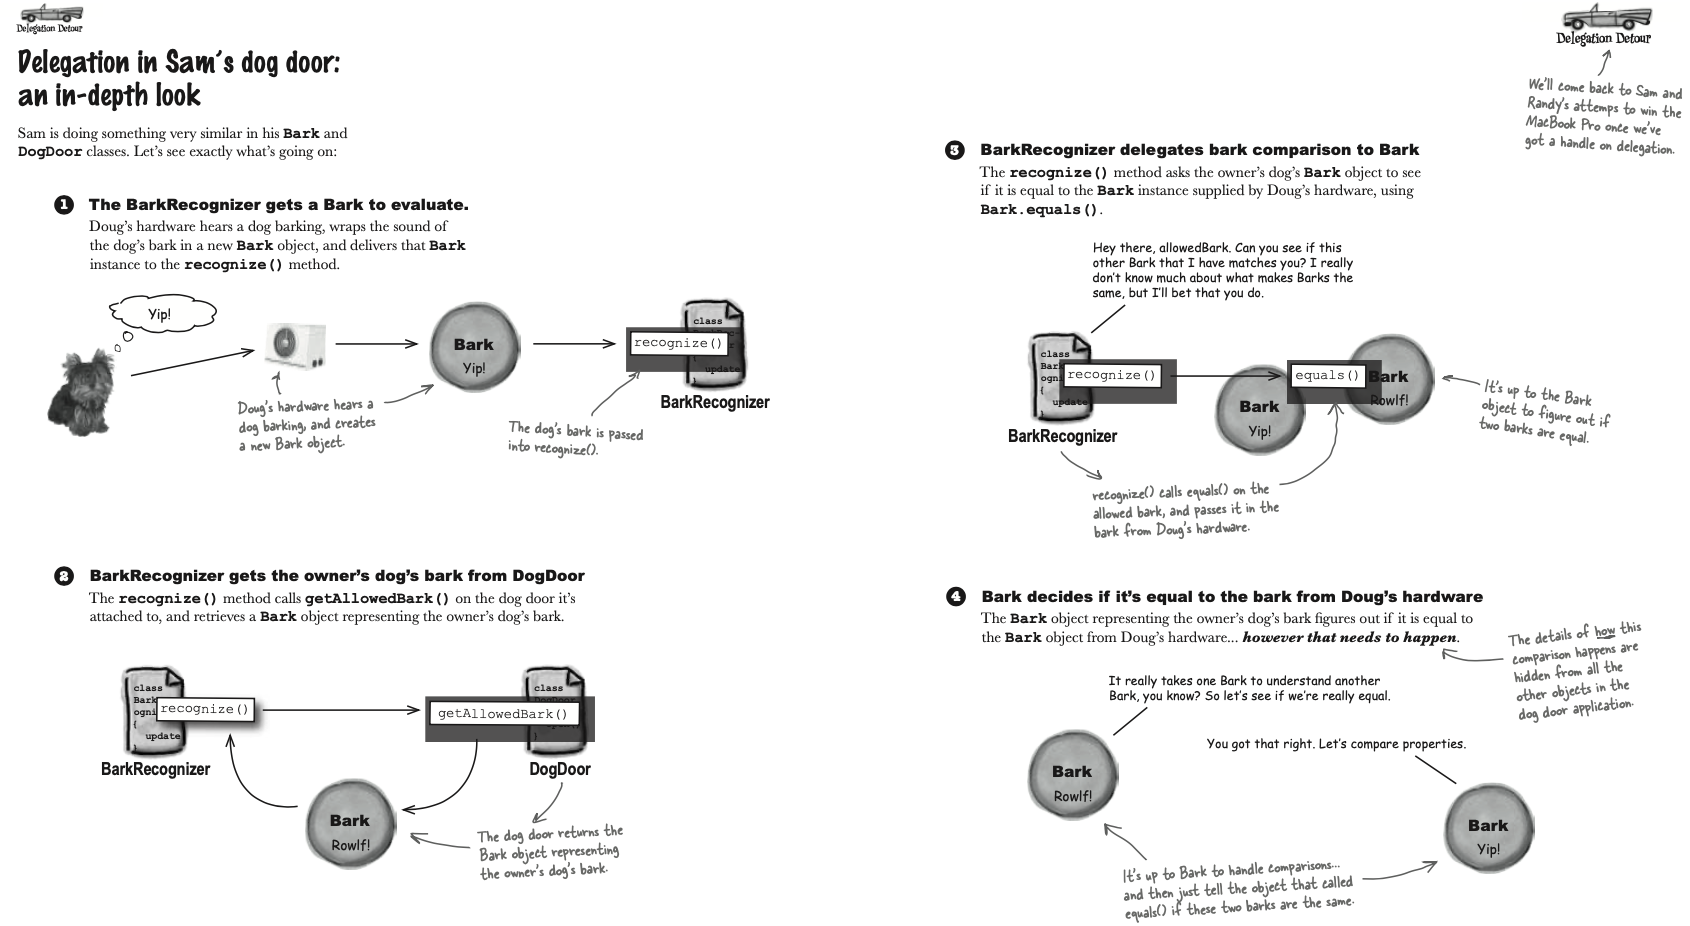 Delegation Detour
Delegation in Sam's dog door:
an in-depth look
Sam is doing something very similar in his Bark and
DogDoor classes. Let's see exactly what's going on:
1 The BarkRecognizer gets a Bark to evaluate.
Doug's hardware hears a dog barking, wraps the sound of
the dog's bark in a new Bark object, and delivers that Bark
instance to the recognize() method.
Yip!
Bark
Yip!
class
recognize()
{
update
}
BarkRecognizer
Doug's hardware hears a
dog barking, and creates
a new Bark object.
The dog's bark is passed
into recognize().
2 BarkRecognizer gets the owner's dog's bark from DogDoor
The recognize() method calls getAllowedBark() on the dog door it's
attached to, and retrieves a Bark object representing the owner's dog's bark.
class
Bark
ogni
recognize()
{
update
}
BarkRecognizer
class
getAllowedBark()
}
DogDoor
Bark
Rowlf!
The dog door returns the
Bark object representing
the owner's dog's bark.
Delegation Detour
We'll come back to Sam and
Randy's attemps to win the
MacBook Pro once we've
got a handle on delegation.
3 BarkRecognizer delegates bark comparison to Bark
The recognize() method asks the owner's dog's Bark object to see
if it is equal to the Bark instance supplied by Doug's hardware, using
Bark.equals().
Hey there, allowedBark. Can you see if this
other Bark that I have matches you? I really
don't know much about what makes Barks the
same, but I'll bet that you do.
class
Bark
ogni
recognize()
{
update
}
BarkRecognizer
Bark
Yip!
equals()
Bark
Rowlf!
It's up to the Bark
object to figure out if
two barks are equal.
recognize() calls equals() on the
allowed bark, and passes it in the
bark from Doug's hardware.
4 Bark decides if it's equal to the bark from Doug's hardware
The Bark object representing the owner's dog's bark figures out if it is equal to
the Bark object from Doug's hardware... however that needs to happen.
The details of how this
comparison happens are
hidden from all the
other objects in the
dog door application.
It really takes one Bark to understand another
Bark, you know? So let's see if we're really equal.
You got that right. Let's compare properties.
Bark
Rowlf!
Bark
Yip!
It's up to Bark to handle comparisons...
and then just tell the object that called
equals() if these two barks are the same.